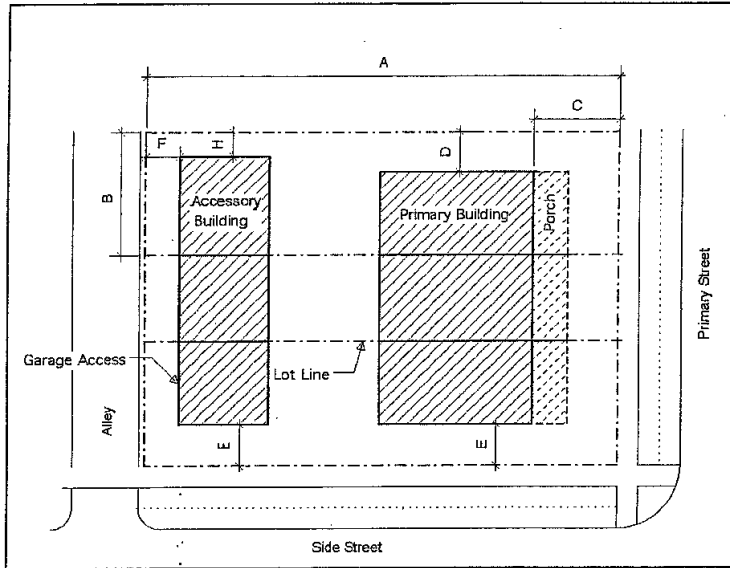 A
C
F
H
D
B
Accessory
Building
Primary Building
Porch
Primary Street
Garage Access
Lot Line
Alley
E
E
Side Street